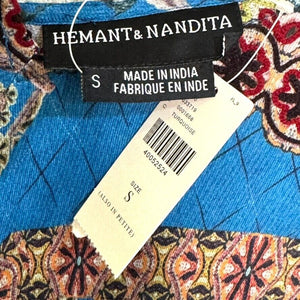 HEMANT & NANDITA
S
MADE IN INDIA
FABRIQUE EN INDE
TURQUOISE
40052524
SIZE
S
(ALSO IN PETITE)